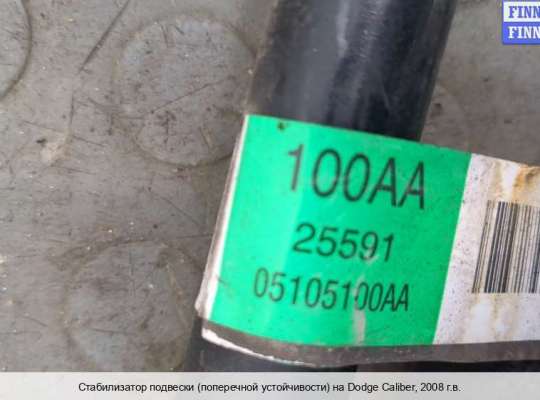 FINN
FINN
100AA
25591
05105100AA
Стабилизатор подвески (поперечной устойчивости) на Dodge Caliber, 2008 г.в.